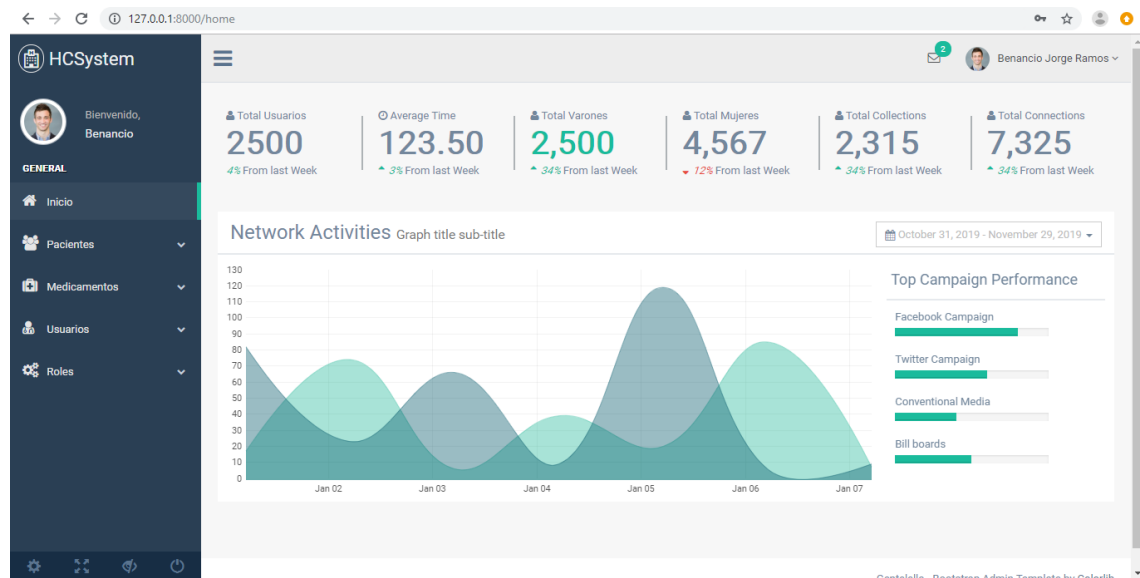 127.0.0.1:8000/home
HCSystem
2
Benancio Jorge Ramos
Bienvenido,
Benancio
GENERAL
Inicio
Pacientes
Medicamentos
Usuarios
Roles
Total Usuarios
2500
4% From last Week
Average Time
123.50
3% From last Week
Total Varones
2,500
34% From last Week
Total Mujeres
4,567
12% From last Week
Total Collections
2,315
34% From last Week
Total Connections
7,325
34% From last Week
Network Activities Graph title sub-title
October 31, 2019 - November 29, 2019
130
120
110
100
90
80
70
60
50
40
30
20
10
0
Jan 02
Jan 03
Jan 04
Jan 05
Jan 06
Jan 07
Top Campaign Performance
Facebook Campaign
Twitter Campaign
Conventional Media
Bill boards
Gentelella - Bootstrap Admin Template by Colorlib